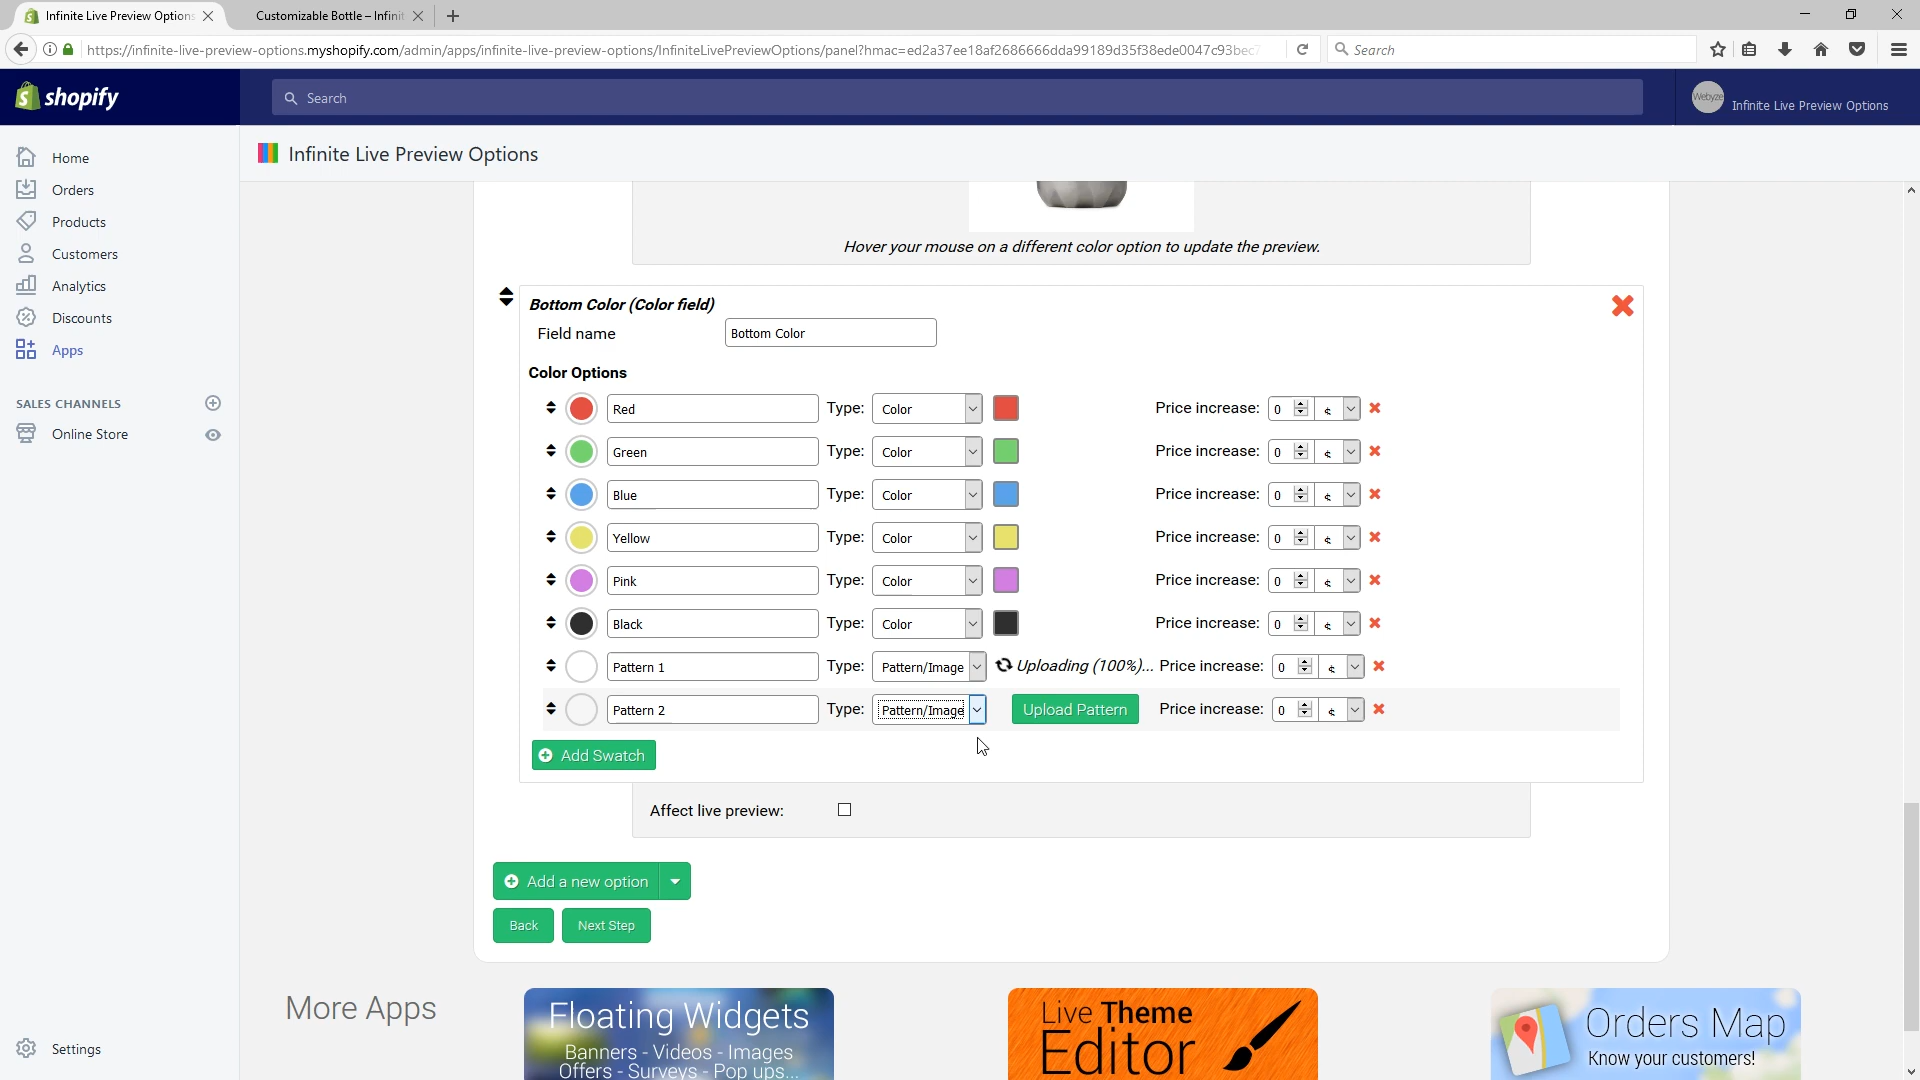 Infinite Live Preview Options
Customizable Bottle – Infinit
https://infinite-live-preview-options.myshopify.com/admin/apps/infinite-live-preview-options/InfiniteLivePreviewOptions/panel?hmac=ed2a37ee18af2686666dda99189d35f38ede0047c93bec7
Search
shopify
Search
Webyze
Infinite Live Preview Options
Infinite Live Preview Options
Home
Orders
Products
Customers
Analytics
Discounts
Apps
SALES CHANNELS
Online Store
Settings
Hover your mouse on a different color option to update the preview.
Bottom Color (Color field)
Field name Bottom Color
Color Options
Red Type: Color Price increase: 0 $
Green Type: Color Price increase: 0 $
Blue Type: Color Price increase: 0 $
Yellow Type: Color Price increase: 0 $
Pink Type: Color Price increase: 0 $
Black Type: Color Price increase: 0 $
Pattern 1 Type: Pattern/Image Uploading (100%)... Price increase: 0 $
Pattern 2 Type: Pattern/Image Upload Pattern Price increase: 0 $
Add Swatch
Affect live preview:
Add a new option
Back Next Step
More Apps
Floating Widgets
Banners - Videos - Images
Offers - Surveys - Pop ups...
Live Theme
Editor
Orders Map
Know your customers!